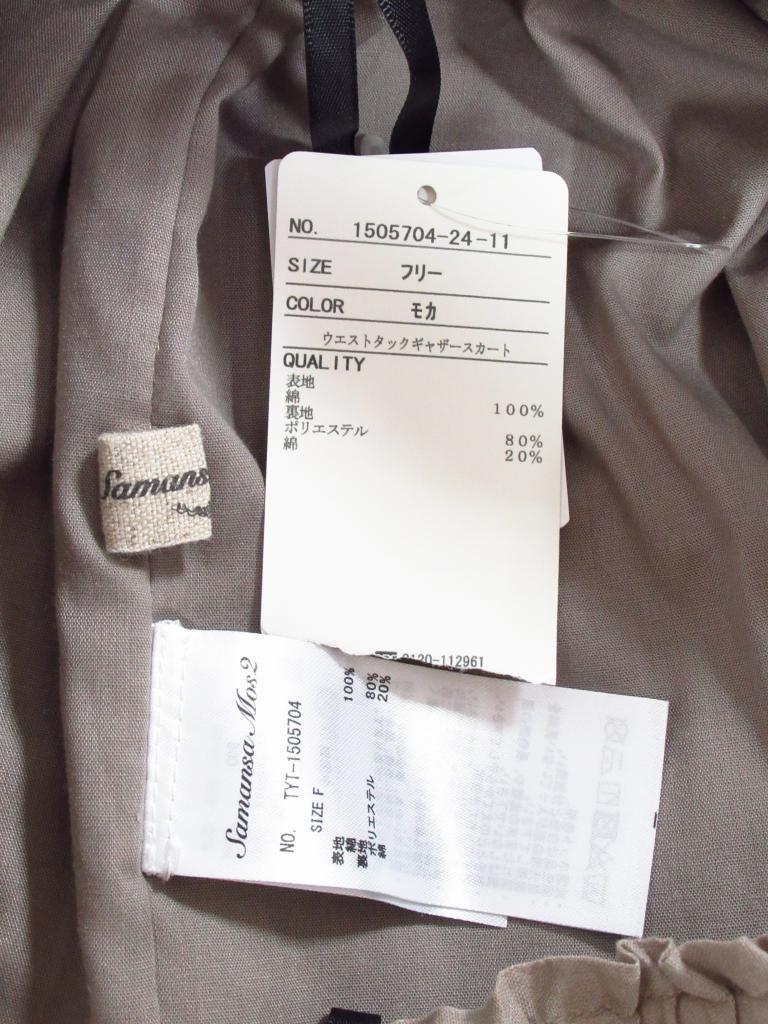 NO. 1505704-24-11
SIZE フリー
COLOR モカ
ウエストタックギャザースカート
QUALITY
表地
綿 100%
裏地
ポリエステル 80%
綿 20%
0120-112961
Samansa
Samansa Mos2
NO. TYT-1505704
SIZE F
表地
綿 100%
裏地
ポリエステル 80%
綿 20%